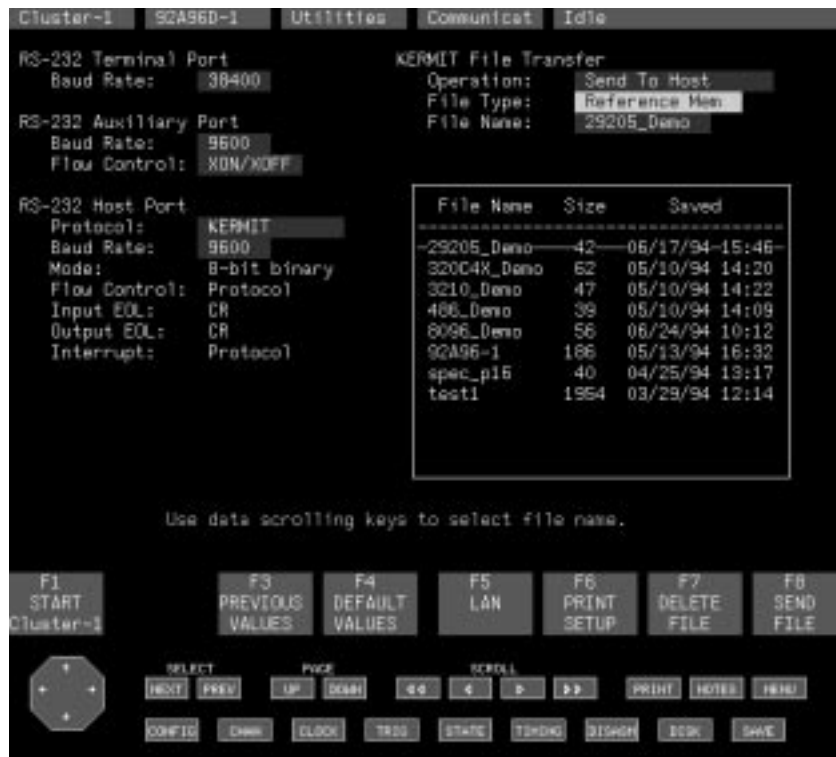 Cluster-1 92A96D-1 Utilities Communicat Idle
RS-232 Terminal Port
Baud Rate: 38400
RS-232 Auxiliary Port
Baud Rate: 9600
Flow Control: XON/XOFF
RS-232 Host Port
Protocol: KERMIT
Baud Rate: 9600
Mode: 8-bit binary
Flow Control: Protocol
Input EOL: CR
Output EOL: CR
Interrupt: Protocol
KERMIT File Transfer
Operation: Send To Host
File Type: Reference Mem
File Name: 29205_Demo
File Name Size Saved
29205_Demo 42 06/17/94 15:46
320C4X_Demo 62 05/10/94 14:20
3210_Demo 47 05/10/94 14:22
486_Demo 39 05/10/94 14:09
8096_Demo 56 06/24/94 10:12
92A96-1 186 05/13/94 16:32
spec_p16 40 04/25/94 13:17
test1 1954 03/29/94 12:14
Use data scrolling keys to select file name.
F1 START Cluster-1
F3 PREVIOUS VALUES
F4 DEFAULT VALUES
F5 LAN
F6 PRINT SETUP
F7 DELETE FILE
F8 SEND FILE
SELECT PAGE SCROLL
NEXT PREV UP DOWN PRINT NOTES MENU
CONFIG CHAN CLOCK TRIG STATE TIMING DISASM DISK SAVE